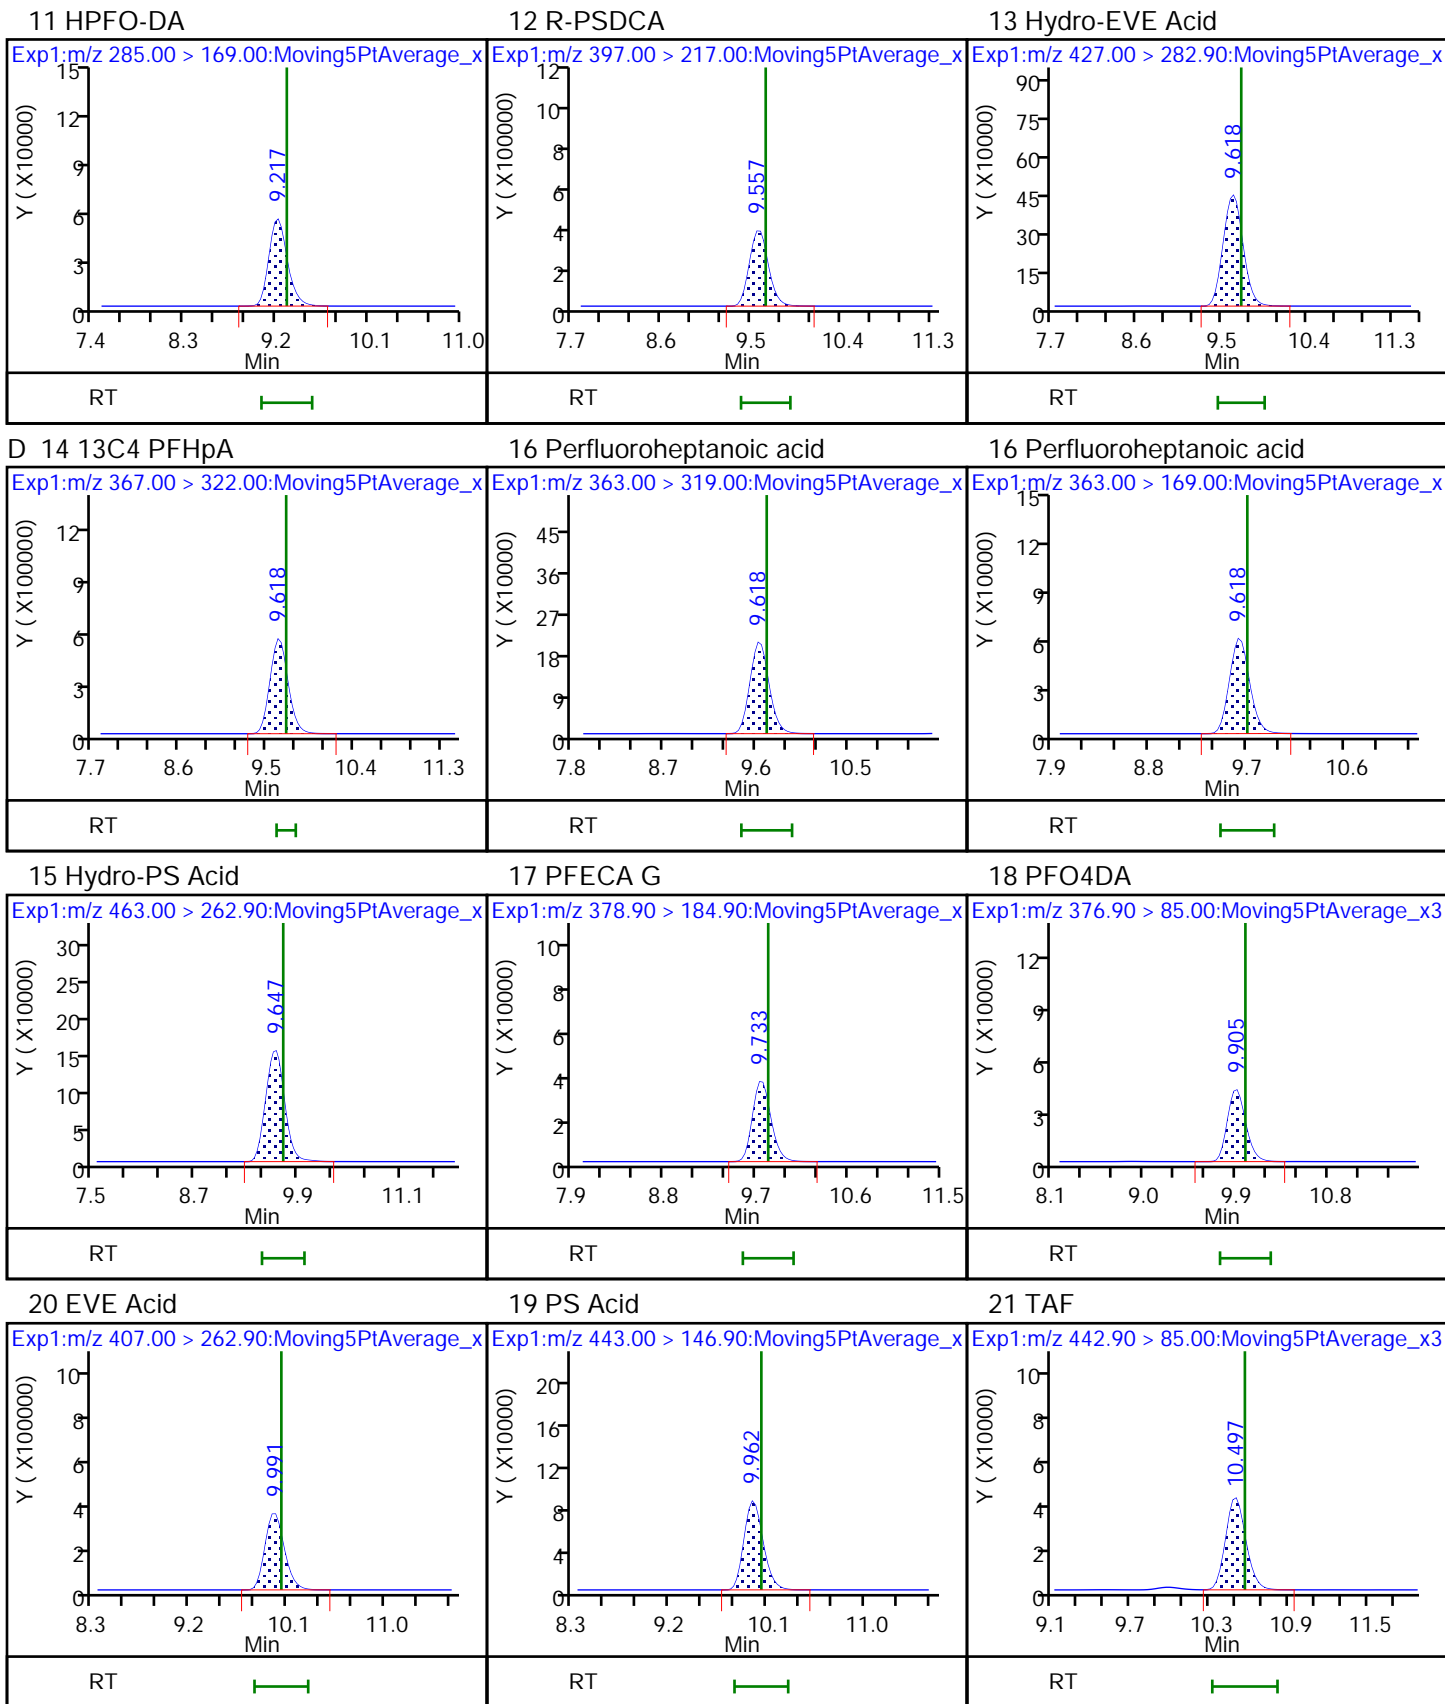 11 HPFO-DA
Exp1:m/z 285.00 > 169.00:Moving5PtAverage_x
Y ( X10000)
15
12
9
6
3
0
9.217
7.4 8.3 9.2 10.1 11.0
Min
RT
12 R-PSDCA
Exp1:m/z 397.00 > 217.00:Moving5PtAverage_x
Y ( X100000)
12
10
8
6
4
2
0
9.557
7.7 8.6 9.5 10.4 11.3
Min
RT
13 Hydro-EVE Acid
Exp1:m/z 427.00 > 282.90:Moving5PtAverage_x
Y ( X10000)
90
75
60
45
30
15
0
9.618
7.7 8.6 9.5 10.4 11.3
Min
RT
D 14 13C4 PFHpA
Exp1:m/z 367.00 > 322.00:Moving5PtAverage_x
Y ( X100000)
12
9
6
3
0
9.618
7.7 8.6 9.5 10.4 11.3
Min
RT
16 Perfluoroheptanoic acid
Exp1:m/z 363.00 > 319.00:Moving5PtAverage_x
Y ( X10000)
45
36
27
18
9
0
9.618
7.8 8.7 9.6 10.5
Min
RT
16 Perfluoroheptanoic acid
Exp1:m/z 363.00 > 169.00:Moving5PtAverage_x
Y ( X10000)
15
12
9
6
3
0
9.618
7.9 8.8 9.7 10.6
Min
RT
15 Hydro-PS Acid
Exp1:m/z 463.00 > 262.90:Moving5PtAverage_x
Y ( X10000)
30
25
20
15
10
5
0
9.647
7.5 8.7 9.9 11.1
Min
RT
17 PFECA G
Exp1:m/z 378.90 > 184.90:Moving5PtAverage_x
Y ( X100000)
10
8
6
4
2
0
9.733
7.9 8.8 9.7 10.6 11.5
Min
RT
18 PFO4DA
Exp1:m/z 376.90 > 85.00:Moving5PtAverage_x3
Y ( X100000)
12
9
6
3
0
9.905
8.1 9.0 9.9 10.8
Min
RT
20 EVE Acid
Exp1:m/z 407.00 > 262.90:Moving5PtAverage_x
Y ( X100000)
10
8
6
4
2
0
9.991
8.3 9.2 10.1 11.0
Min
RT
19 PS Acid
Exp1:m/z 443.00 > 146.90:Moving5PtAverage_x
Y ( X10000)
20
16
12
8
4
0
9.962
8.3 9.2 10.1 11.0
Min
RT
21 TAF
Exp1:m/z 442.90 > 85.00:Moving5PtAverage_x3
Y ( X100000)
10
8
6
4
2
0
10.497
9.1 9.7 10.3 10.9 11.5
Min
RT